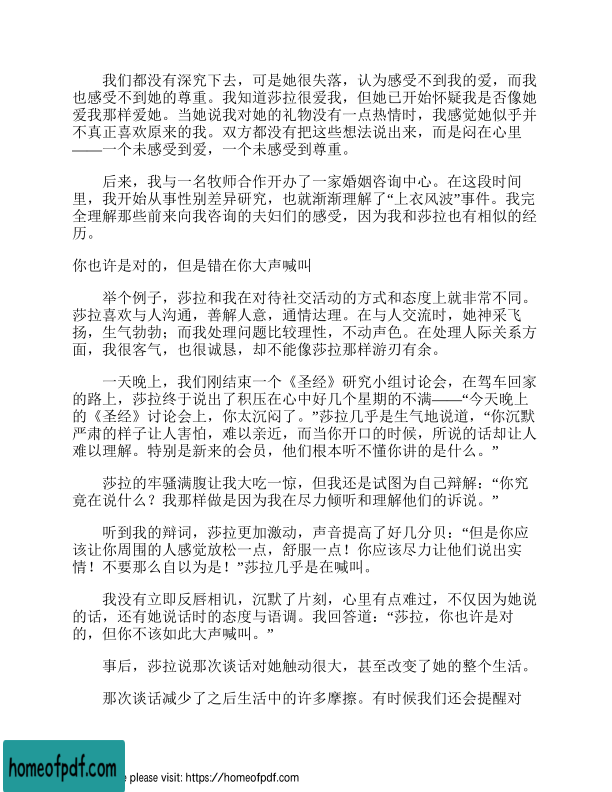 我们都没有深究下去，可是她很失落，认为感受不到我的爱，而我
也感受不到她的尊重。我知道莎拉很爱我，但她已开始怀疑我是否像她
爱我那样爱她。当她说我对她的礼物没有一点热情时，我感觉她似乎并
不真正喜欢原来的我。双方都没有把这些想法说出来，而是闷在心里
——一个未感受到爱，一个未感受到尊重。
后来，我与一名牧师合作开办了一家婚姻咨询中心。在这段时间
里，我开始从事性别差异研究，也就渐渐理解了“上衣风波”事件。我完
全理解那些前来向我咨询的夫妇们的感受，因为我和莎拉也有相似的经
历。
你也许是对的，但是错在你大声喊叫
举个例子，莎拉和我在对待社交活动的方式和态度上就非常不同。
莎拉喜欢与人沟通，善解人意，通情达理。在与人交流时，她神采飞
扬，生气勃勃；而我处理问题比较理性，不动声色。在处理人际关系方
面，我很客气，也很诚恳，却不能像莎拉那样游刃有余。
一天晚上，我们刚结束一个《圣经》研究小组讨论会，在驾车回家
的路上，莎拉终于说出了积压在心中好几个星期的不满——“今天晚上
的《圣经》讨论会上，你太沉闷了。”莎拉几乎是生气地说道，“你沉默
严肃的样子让人害怕，难以亲近，而当你开口的时候，所说的话却让人
难以理解。特别是新来的会员，他们根本听不懂你讲的是什么。”
莎拉的牢骚满腹让我大吃一惊，但我还是试图为自己辩解：“你究
竟在说什么？我那样做是因为我在尽力倾听和理解他们的诉说。”
听到我的辩词，莎拉更加激动，声音提高了好几分贝：“但是你应
该让你周围的人感觉放松一点，舒服一点！你应该尽力让他们说出实
情！不要那么自以为是！”莎拉几乎是在喊叫。
我没有立即反唇相讥，沉默了片刻，心里有点难过，不仅因为她说
的话，还有她说话时的态度与语调。我回答道：“莎拉，你也许是对
的，但你不该如此大声喊叫。”
事后，莎拉说那次谈话对她触动很大，甚至改变了她的整个生活。
那次谈话减少了之后生活中的许多摩擦。有时候我们还会提醒对
homeofpdf.com
please visit: https://homeofpdf.com